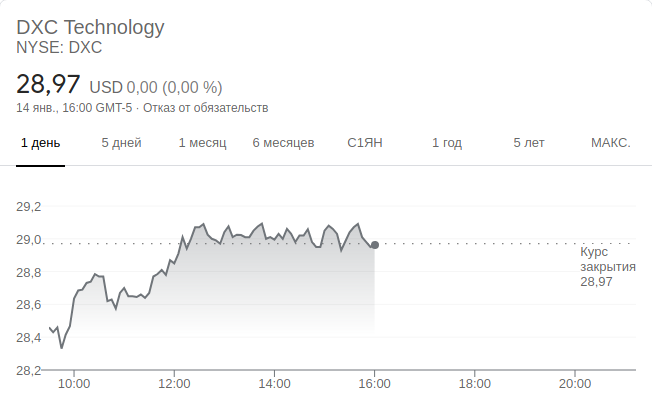 DXC Technology
NYSE: DXC
28,97 USD 0,00 (0,00 %)
14 янв., 16:00 GMT-5 · Отказ от обязательств
1 день 5 дней 1 месяц 6 месяцев С1ЯН 1 год 5 лет МАКС.
29,2
29,0
28,8
28,6
28,4
28,2
Курс
закрытия
28,97
10:00 12:00 14:00 16:00 18:00 20:00